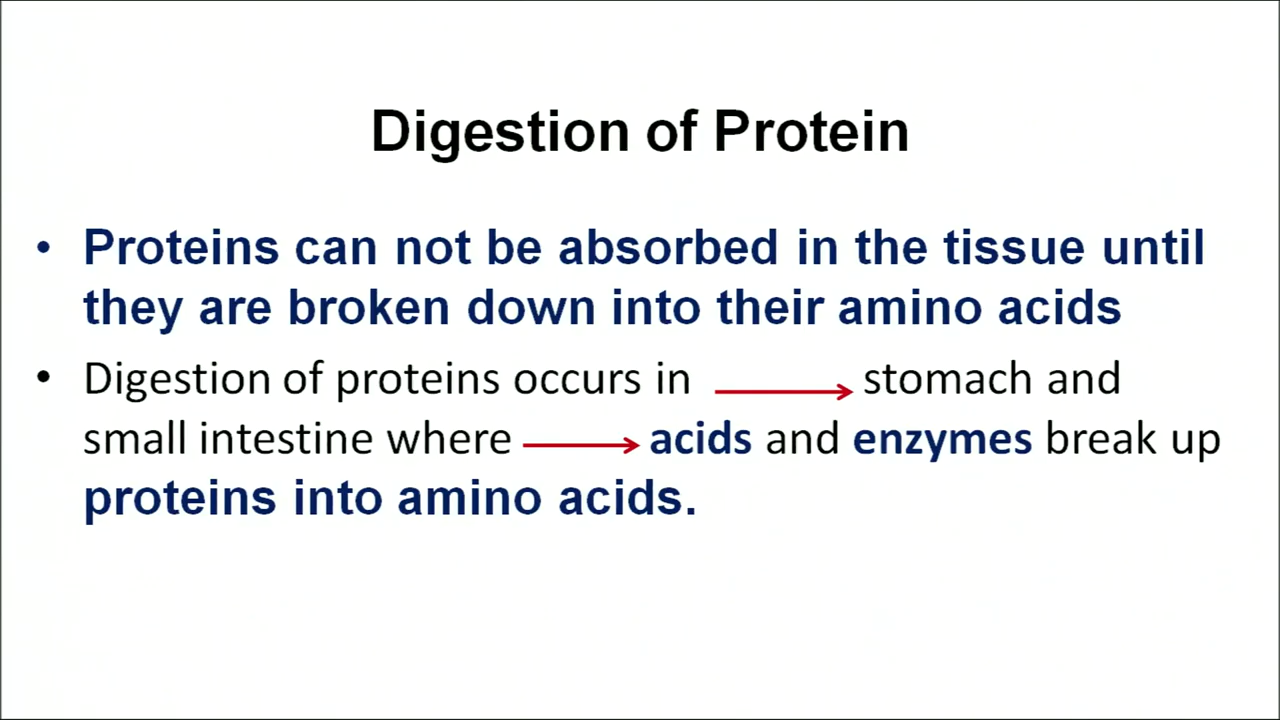 Digestion of Protein
• Proteins can not be absorbed in the tissue until
they are broken down into their amino acids
• Digestion of proteins occurs in → stomach and
small intestine where → acids and enzymes break up
proteins into amino acids.